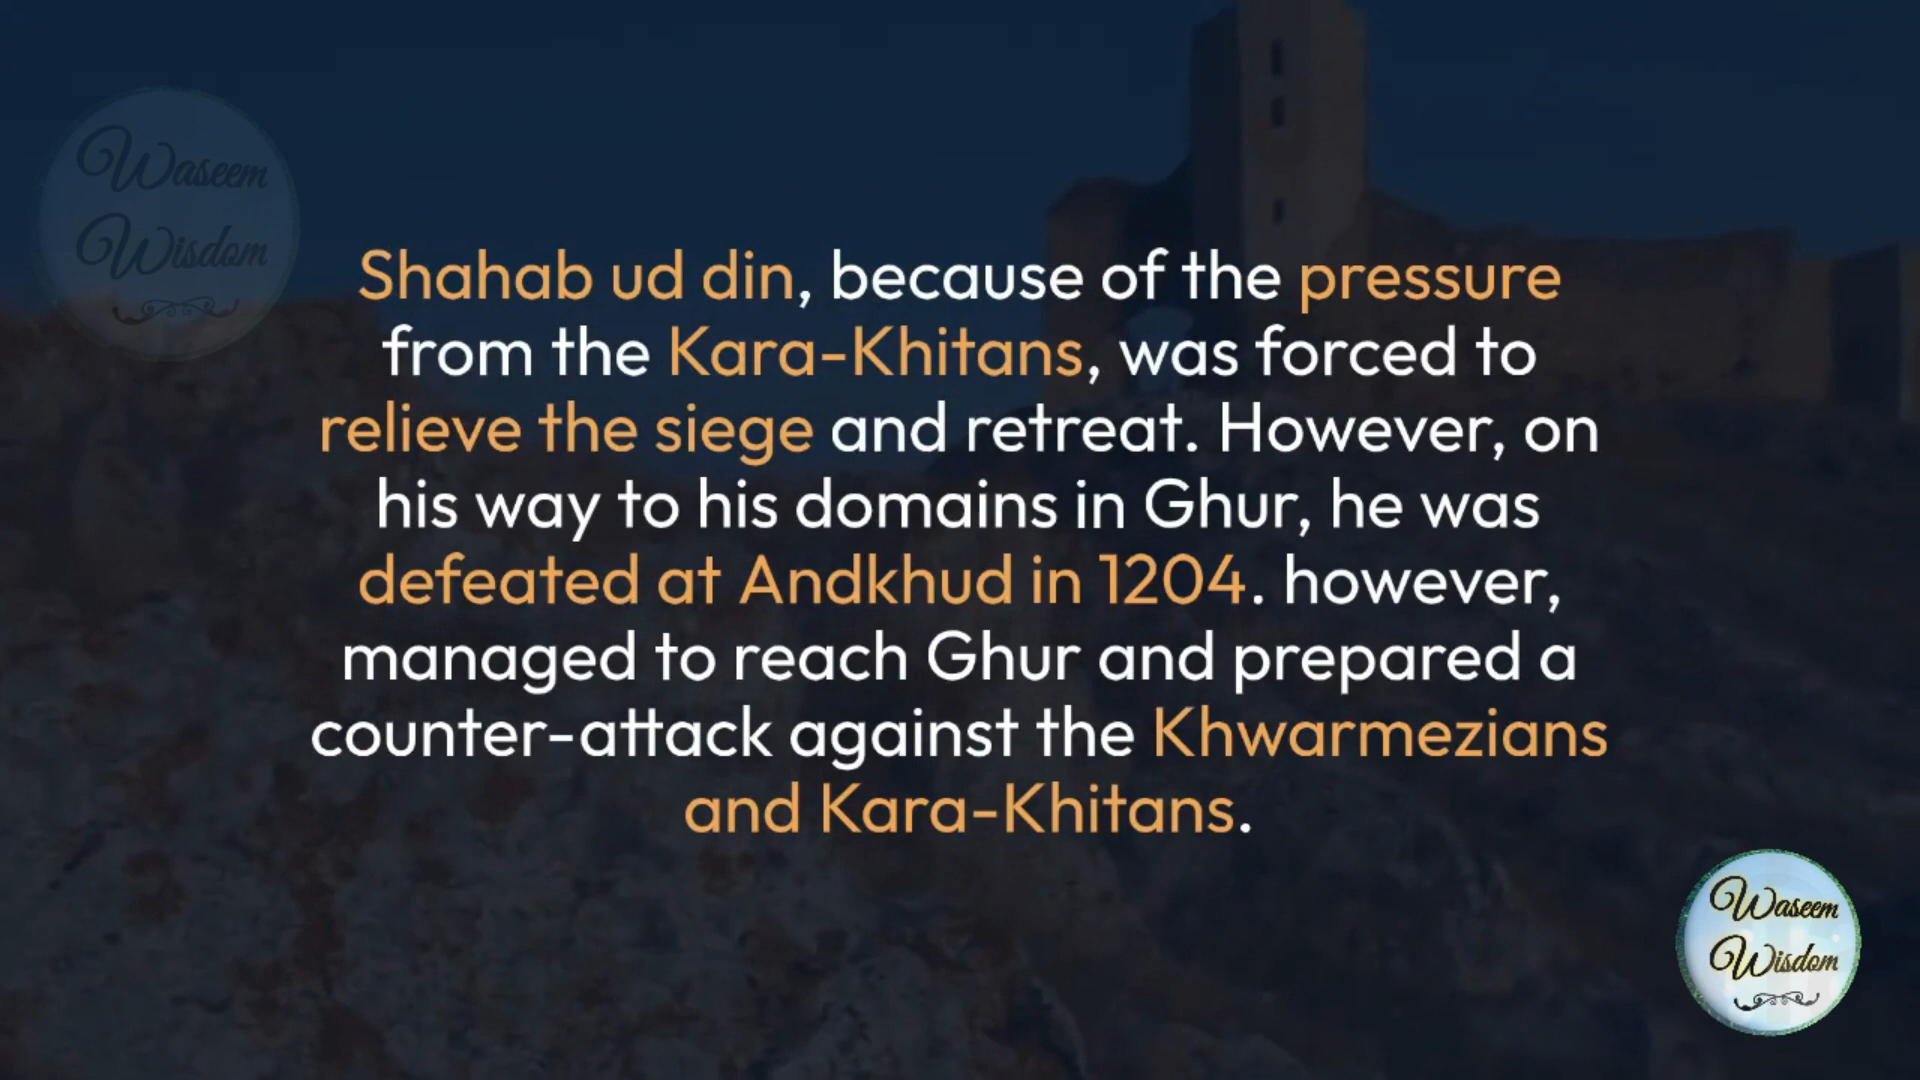 Waseem
Wisdom
Shahab ud din, because of the pressure
from the Kara-Khitans, was forced to
relieve the siege and retreat. However, on
his way to his domains in Ghur, he was
defeated at Andkhud in 1204. however,
managed to reach Ghur and prepared a
counter-attack against the Khwarmezians
and Kara-Khitans.
Waseem
Wisdom